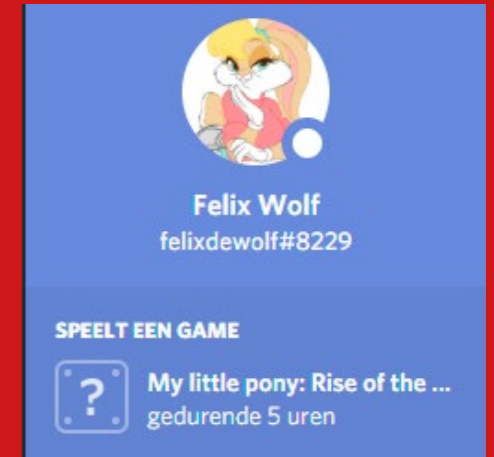 Felix Wolf
felixdewolf#8229
SPEELT EEN GAME
?
My little pony: Rise of the ...
gedurende 5 uren